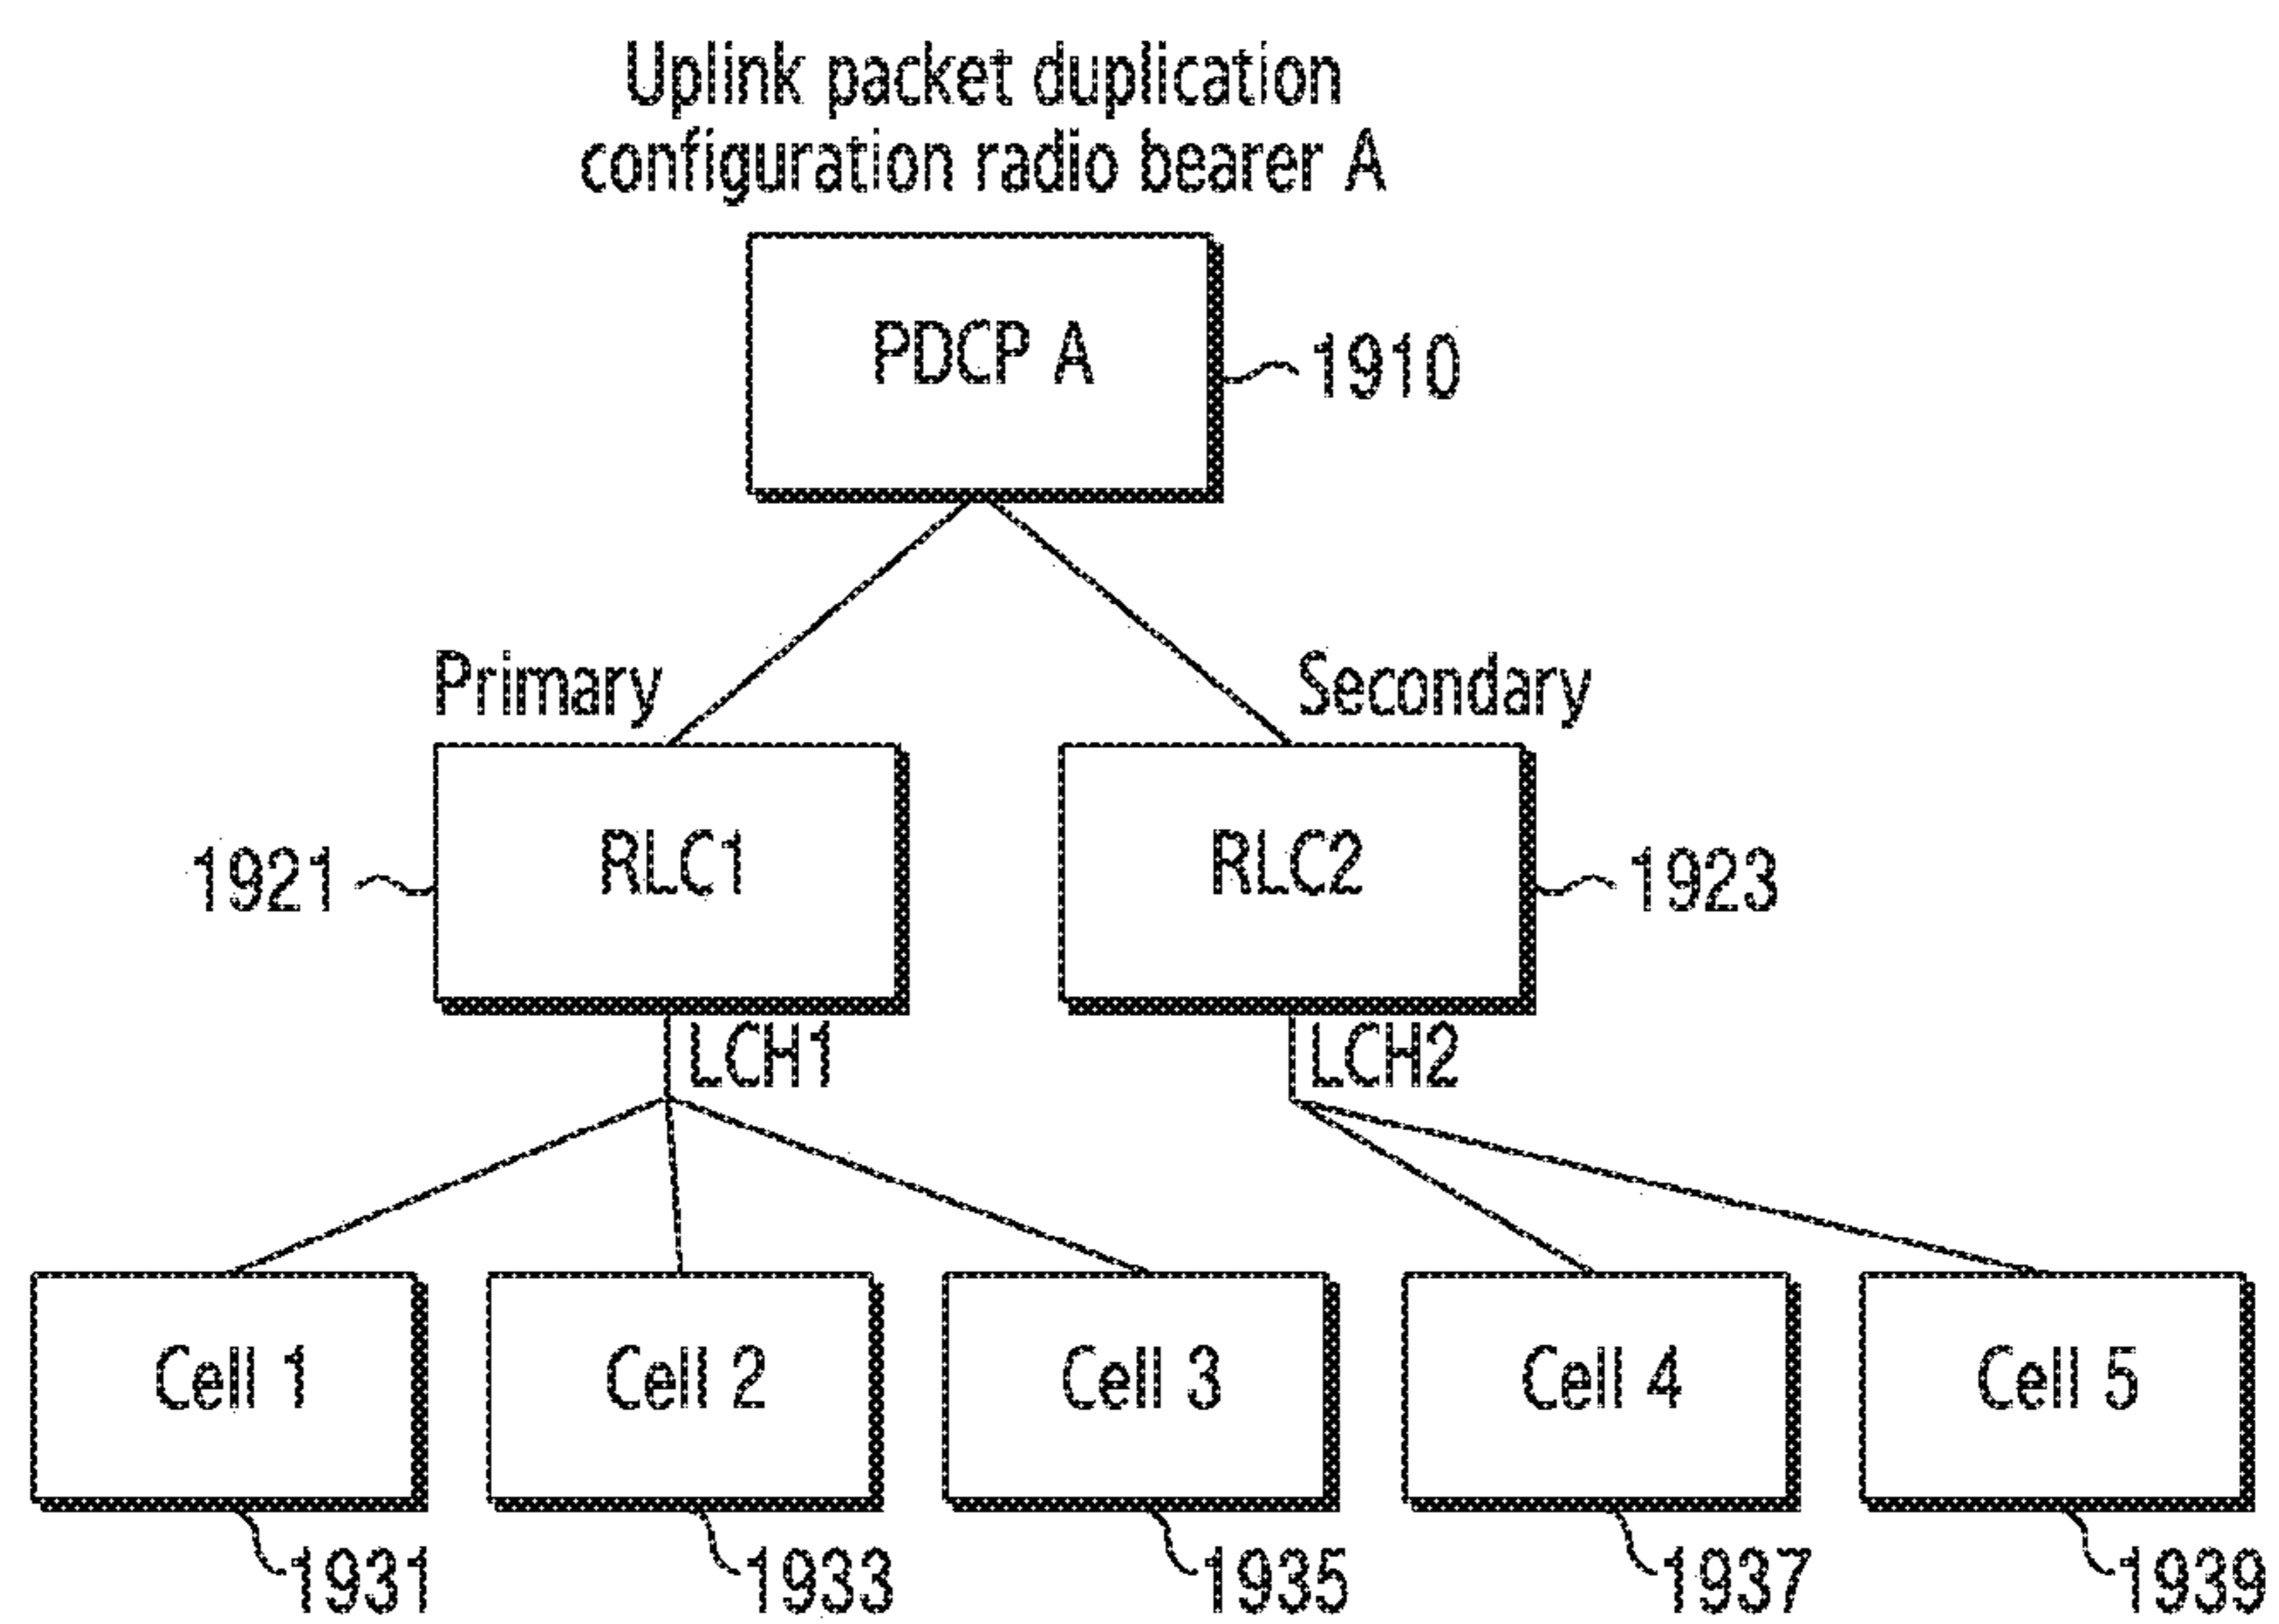 Uplink packet duplication
configuration radio bearer A
PDCP A
1910
Primary
Secondary
1921
RLC1
RLC2
1923
LCH1
LCH2
Cell 1
Cell 2
Cell 3
Cell 4
Cell 5
1931
1933
1935
1937
1939